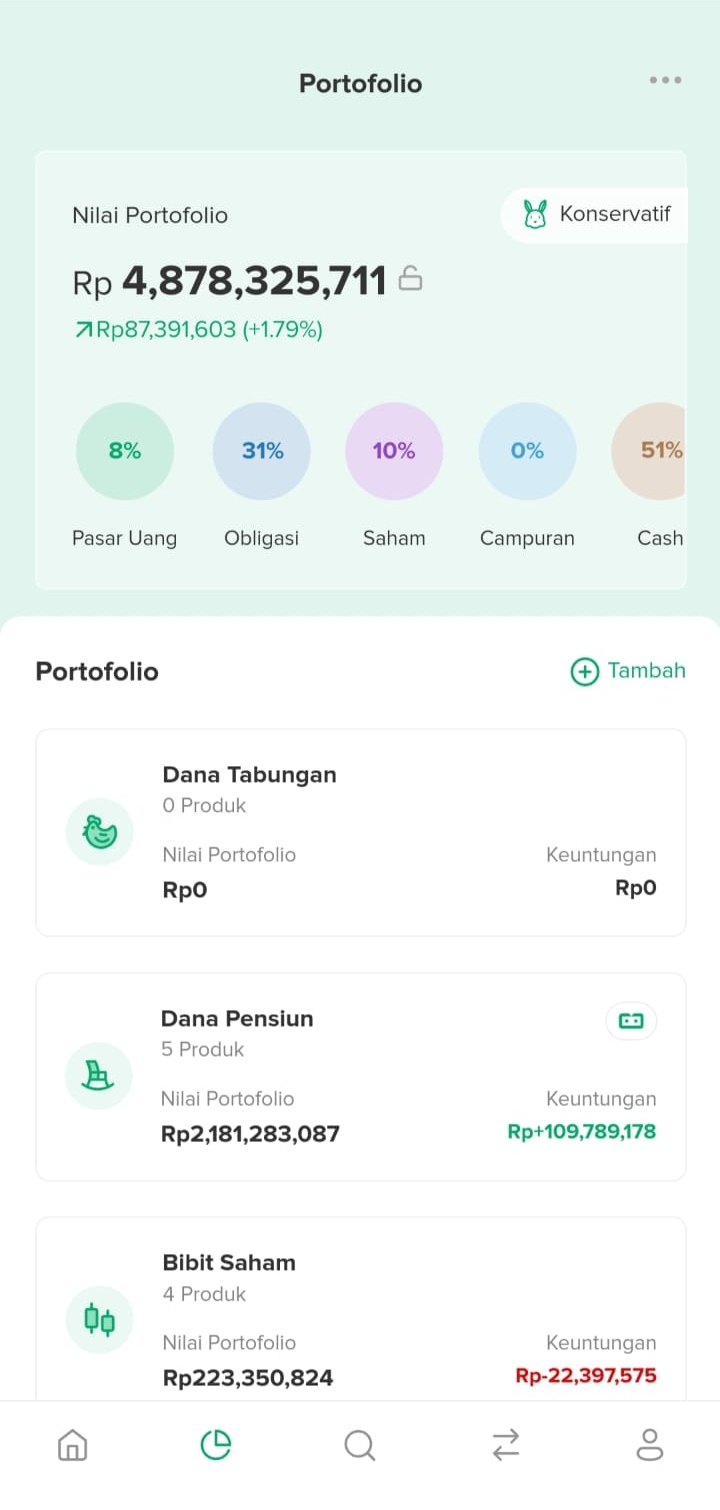 Portofolio
Nilai Portofolio
Konservatif
Rp 4,878,325,711
Rp87,391,603 (+1.79%)
8% 31% 10% 0% 51%
Pasar Uang Obligasi Saham Campuran Cash
Portofolio
Tambah
Dana Tabungan
0 Produk
Nilai Portofolio Keuntungan
Rp0 Rp0
Dana Pensiun
5 Produk
Nilai Portofolio Keuntungan
Rp2,181,283,087 Rp+109,789,178
Bibit Saham
4 Produk
Nilai Portofolio Keuntungan
Rp223,350,824 Rp-22,397,575